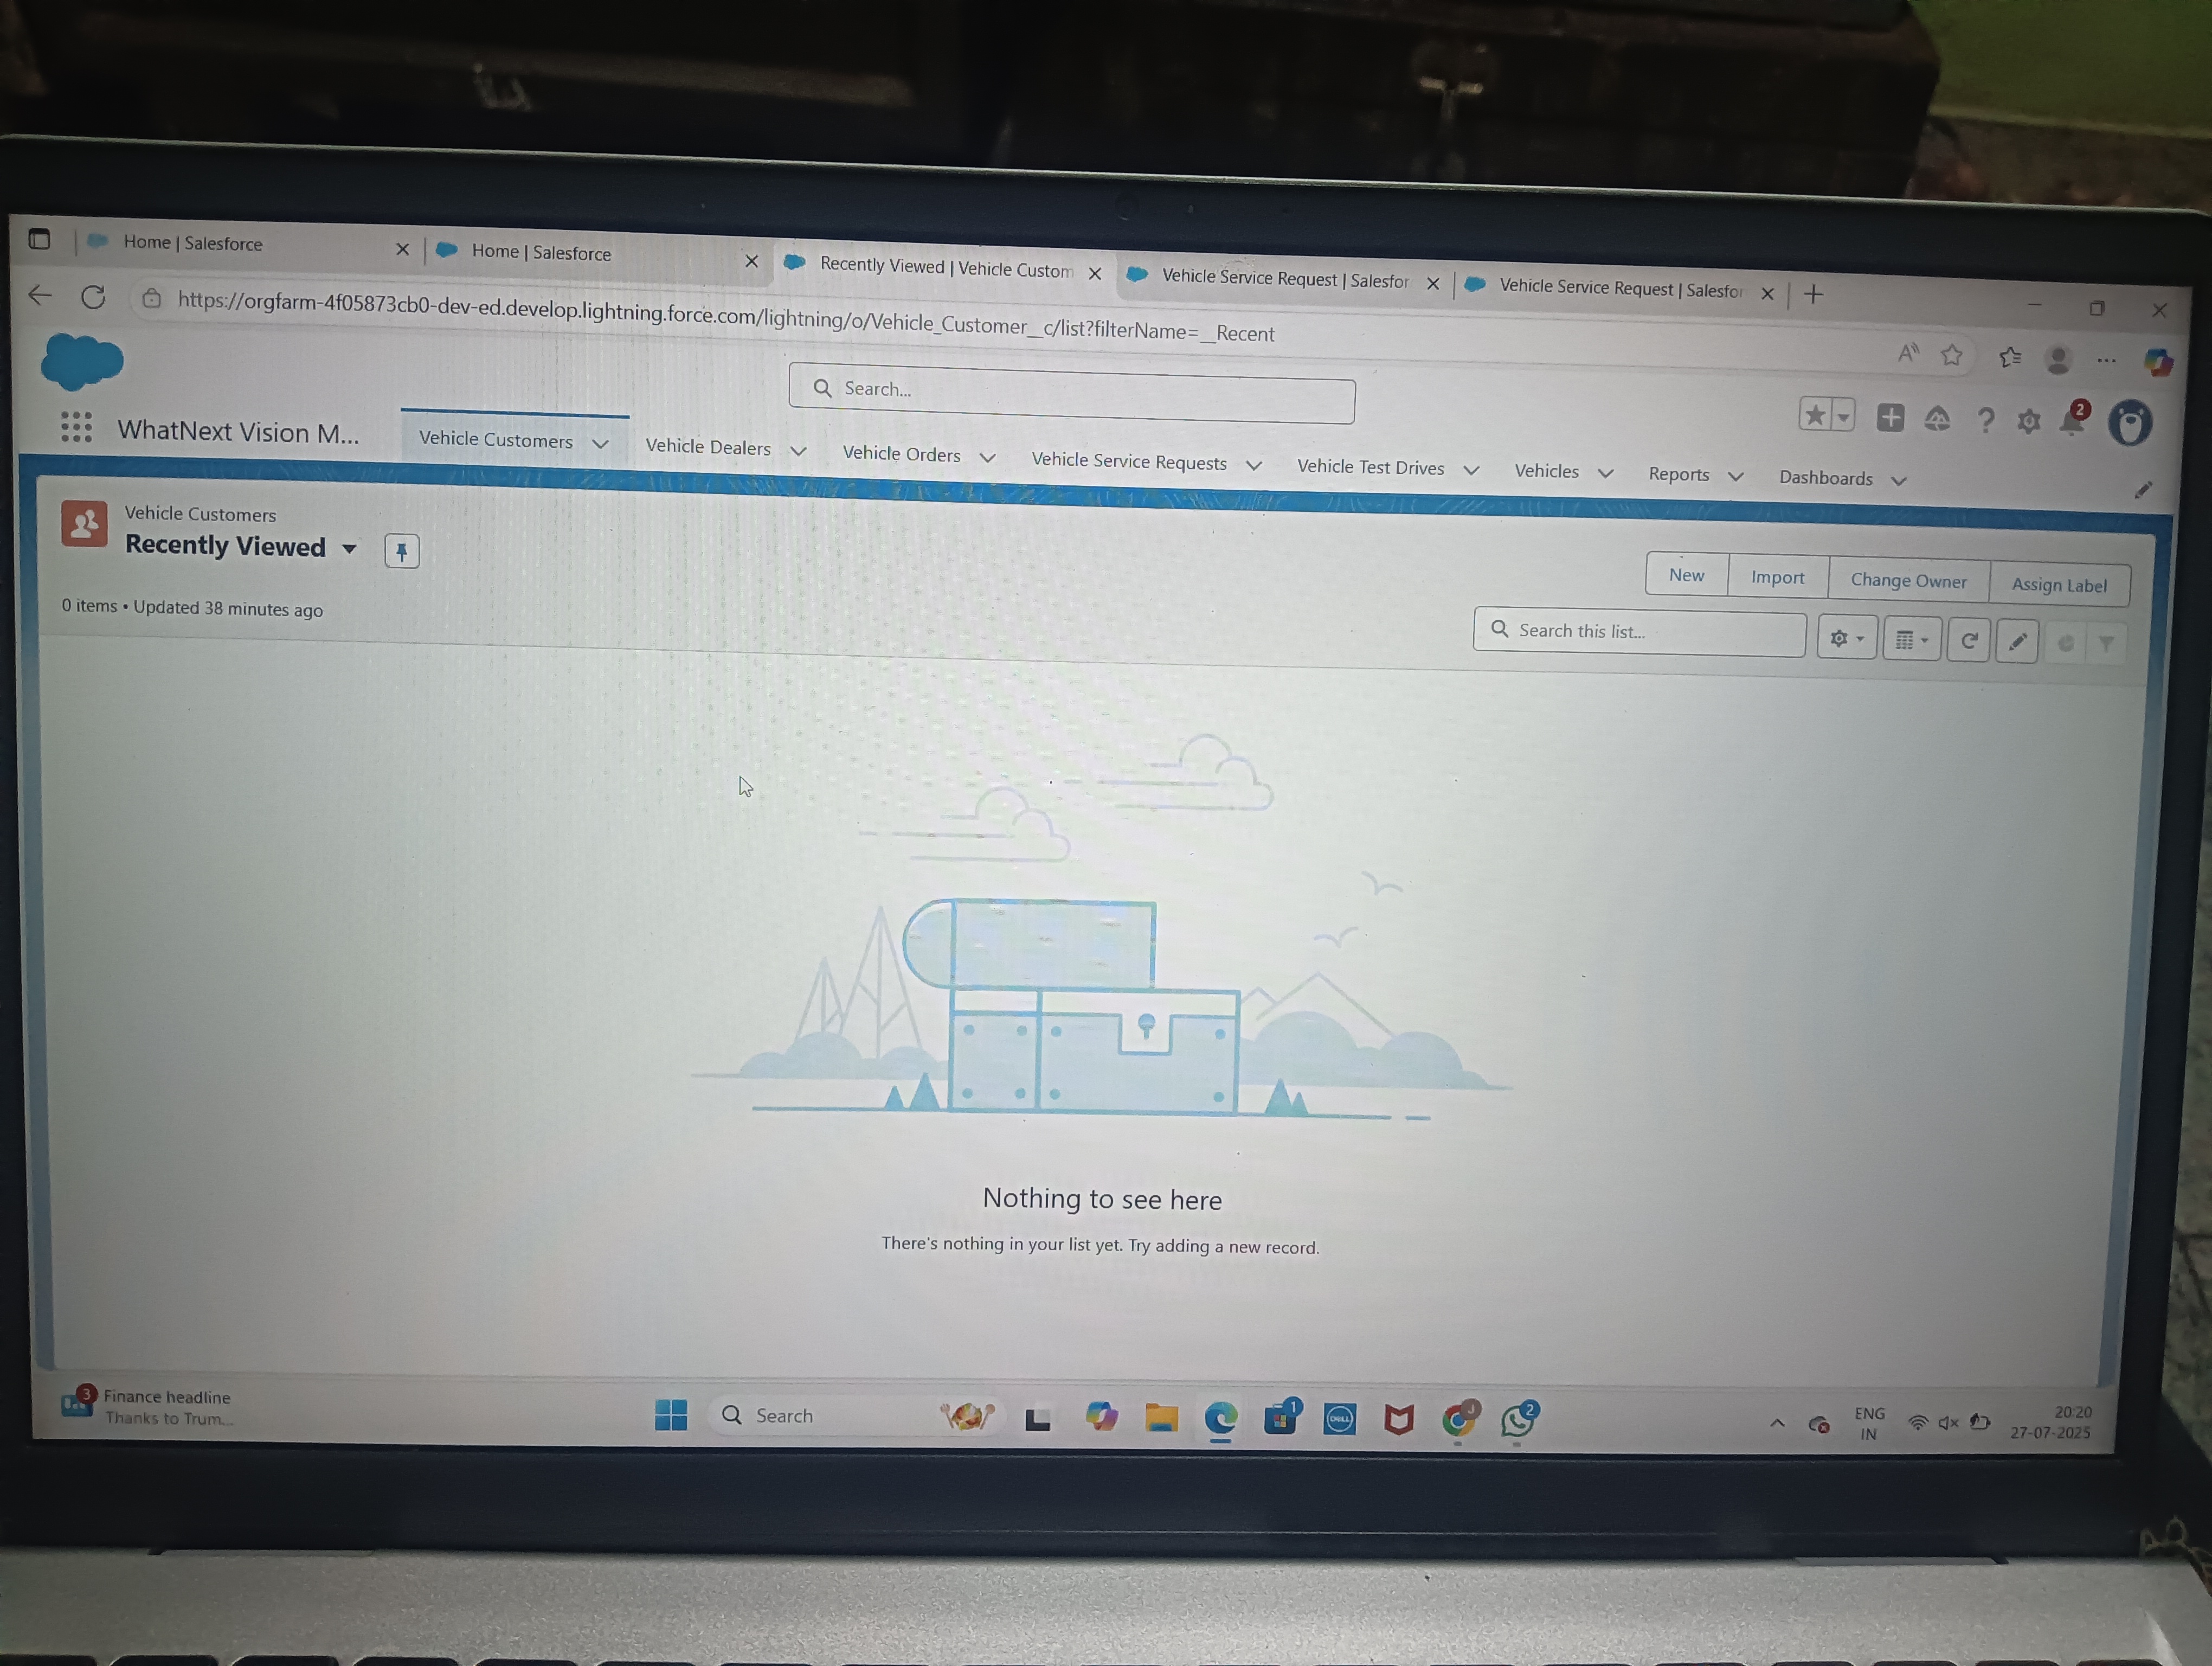 Home | Salesforce
Home | Salesforce
Recently Viewed | Vehicle Custom
Vehicle Service Request | Salesfor
Vehicle Service Request | Salesfor
https://orgfarm-4f05873cb0-dev-ed.develop.lightning.force.com/lightning/o/Vehicle_Customer__c/list?filterName=__Recent
Search...
2
WhatNext Vision M...
Vehicle Customers
Vehicle Dealers
Vehicle Orders
Vehicle Service Requests
Vehicle Test Drives
Vehicles
Reports
Dashboards
Vehicle Customers
Recently Viewed
New
Import
Change Owner
Assign Label
0 items • Updated 38 minutes ago
Search this list...
Nothing to see here
There's nothing in your list yet. Try adding a new record.
3
Finance headline
Thanks to Trum...
Search
1
DELL
J
2
ENG
IN
20:20
27-07-2025